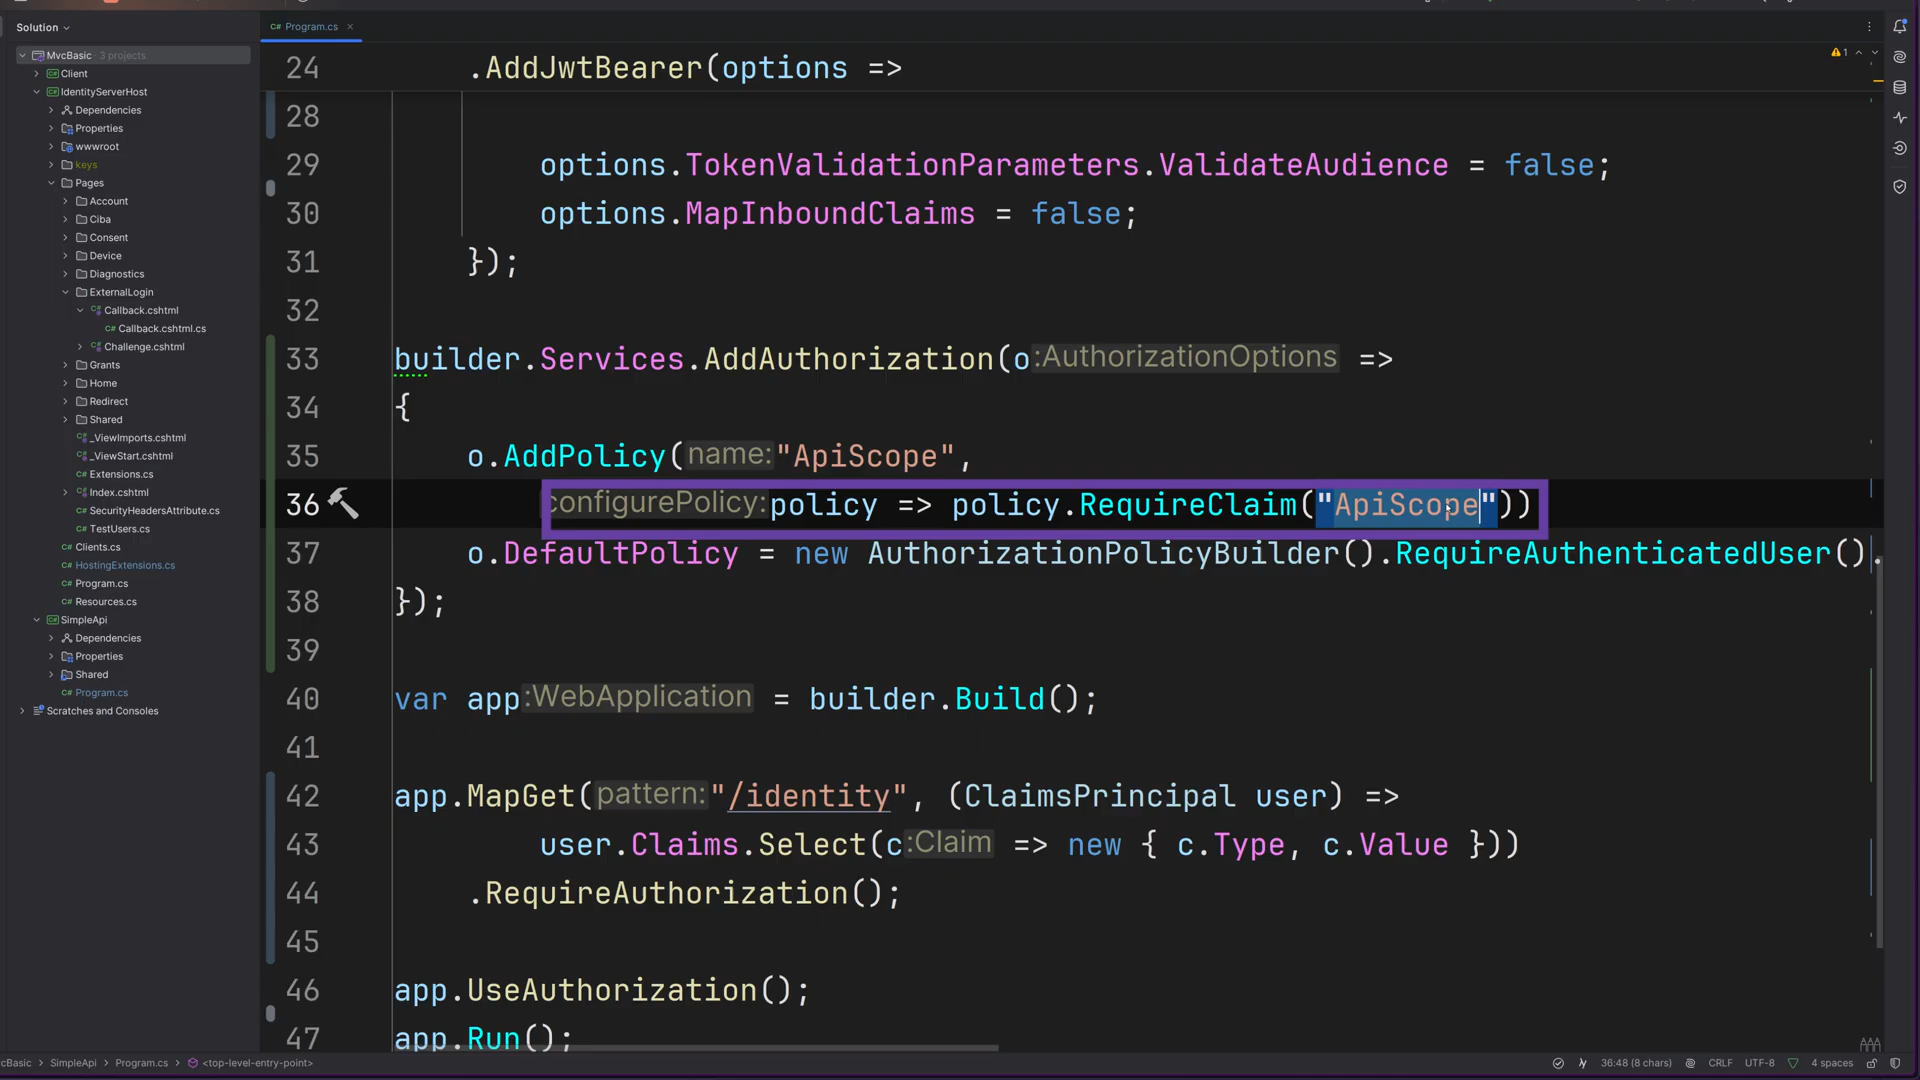 Solution
Program.cs
MvcBasic 3 projects
Client
IdentityServerHost
Dependencies
Properties
wwwroot
keys
Pages
Account
Ciba
Consent
Device
Diagnostics
ExternalLogin
Callback.cshtml
Callback.cshtml.cs
Challenge.cshtml
Grants
Home
Redirect
Shared
_ViewImports.cshtml
_ViewStart.cshtml
Extensions.cs
Index.cshtml
SecurityHeadersAttribute.cs
TestUsers.cs
Clients.cs
HostingExtensions.cs
Program.cs
Resources.cs
SimpleApi
Dependencies
Properties
Shared
Program.cs
Scratches and Consoles
1
24 .AddJwtBearer(options =>
28
29 options.TokenValidationParameters.ValidateAudience = false;
30 options.MapInboundClaims = false;
31 });
32
33 builder.Services.AddAuthorization(o:AuthorizationOptions =>
34 {
35 o.AddPolicy(name:"ApiScope",
36 configurePolicy:policy => policy.RequireClaim("ApiScope"))
37 o.DefaultPolicy = new AuthorizationPolicyBuilder().RequireAuthenticatedUser().
38 });
39
40 var app:WebApplication = builder.Build();
41
42 app.MapGet(pattern:"/identity", (ClaimsPrincipal user) =>
43 user.Claims.Select(c:Claim => new { c.Type, c.Value }))
44 .RequireAuthorization();
45
46 app.UseAuthorization();
47 app.Run();
cBasic > SimpleApi > Program.cs > <top-level-entry-point>
36:48 (8 chars) CRLF UTF-8 4 spaces